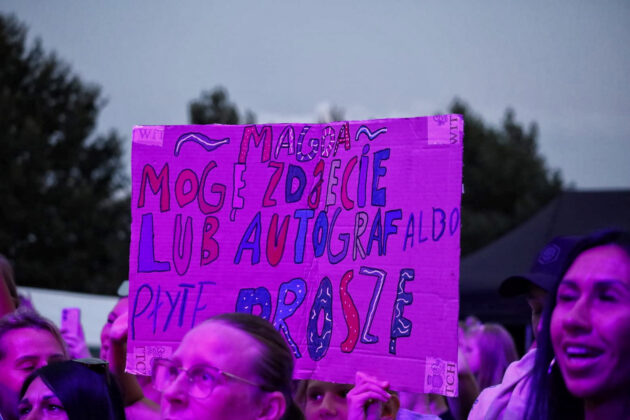 MAGDA
MOGĘ ZDJĘCIE
LUB AUTOGRAF ALBO
PŁYTĘ PROSZĘ